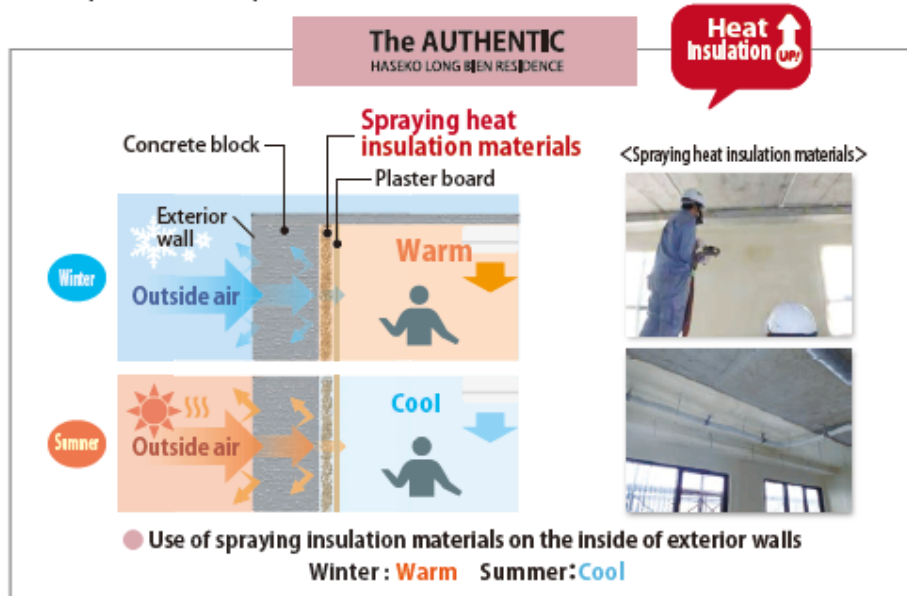 The AUTHENTIC
HASEKO LONG BIEN RESIDENCE
Heat
Insulation
UP!
Spraying heat
insulation materials
Concrete block
Plaster board
<Spraying heat insulation materials>
Exterior
wall
Winter
Outside air
Warm
Summer
Outside air
Cool
Use of spraying insulation materials on the inside of exterior walls
Winter : Warm Summer: Cool